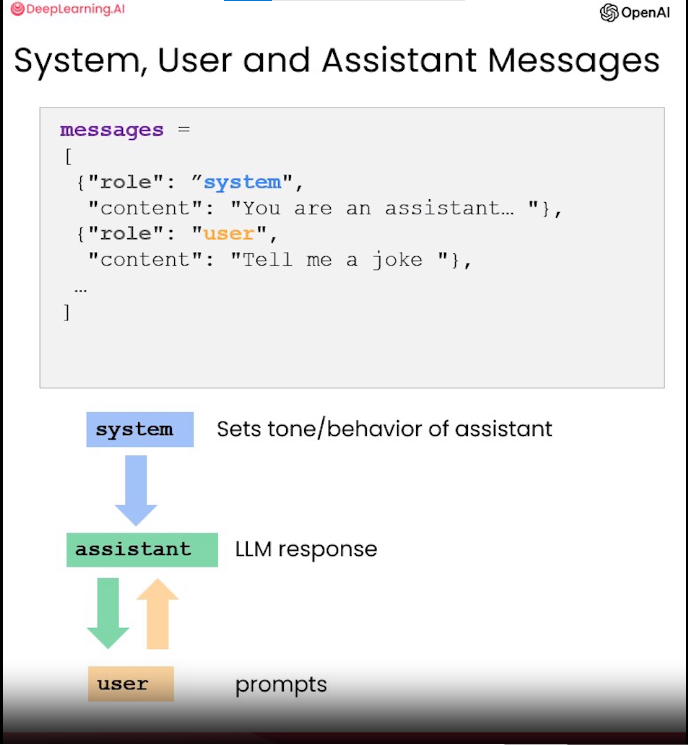 DeepLearning.AI
OpenAI
System, User and Assistant Messages
messages =
[
{"role": ”system",
"content": "You are an assistant… "},
{"role": "user",
"content": "Tell me a joke "},
…
]
system Sets tone/behavior of assistant
assistant LLM response
user prompts